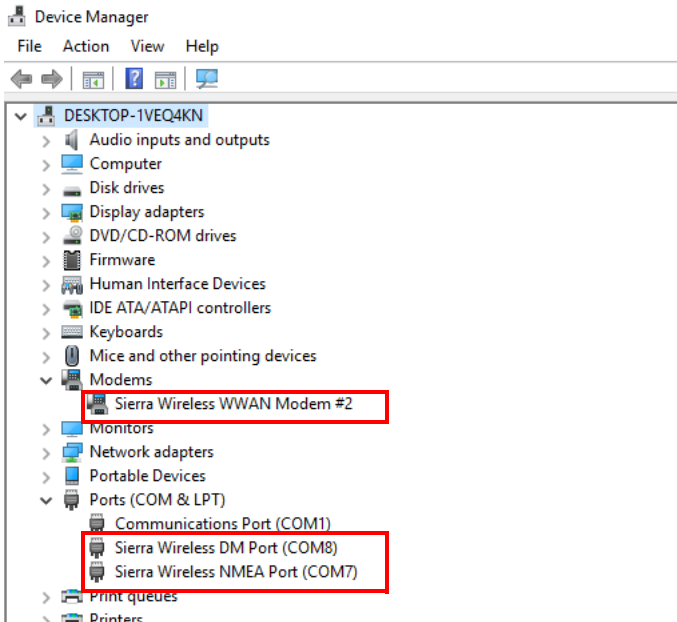 Device Manager
File Action View Help
DESKTOP-1VEQ4KN
Audio inputs and outputs
Computer
Disk drives
Display adapters
DVD/CD-ROM drives
Firmware
Human Interface Devices
IDE ATA/ATAPI controllers
Keyboards
Mice and other pointing devices
Modems
Sierra Wireless WWAN Modem #2
Monitors
Network adapters
Portable Devices
Ports (COM & LPT)
Communications Port (COM1)
Sierra Wireless DM Port (COM8)
Sierra Wireless NMEA Port (COM7)
Print queues
Printers